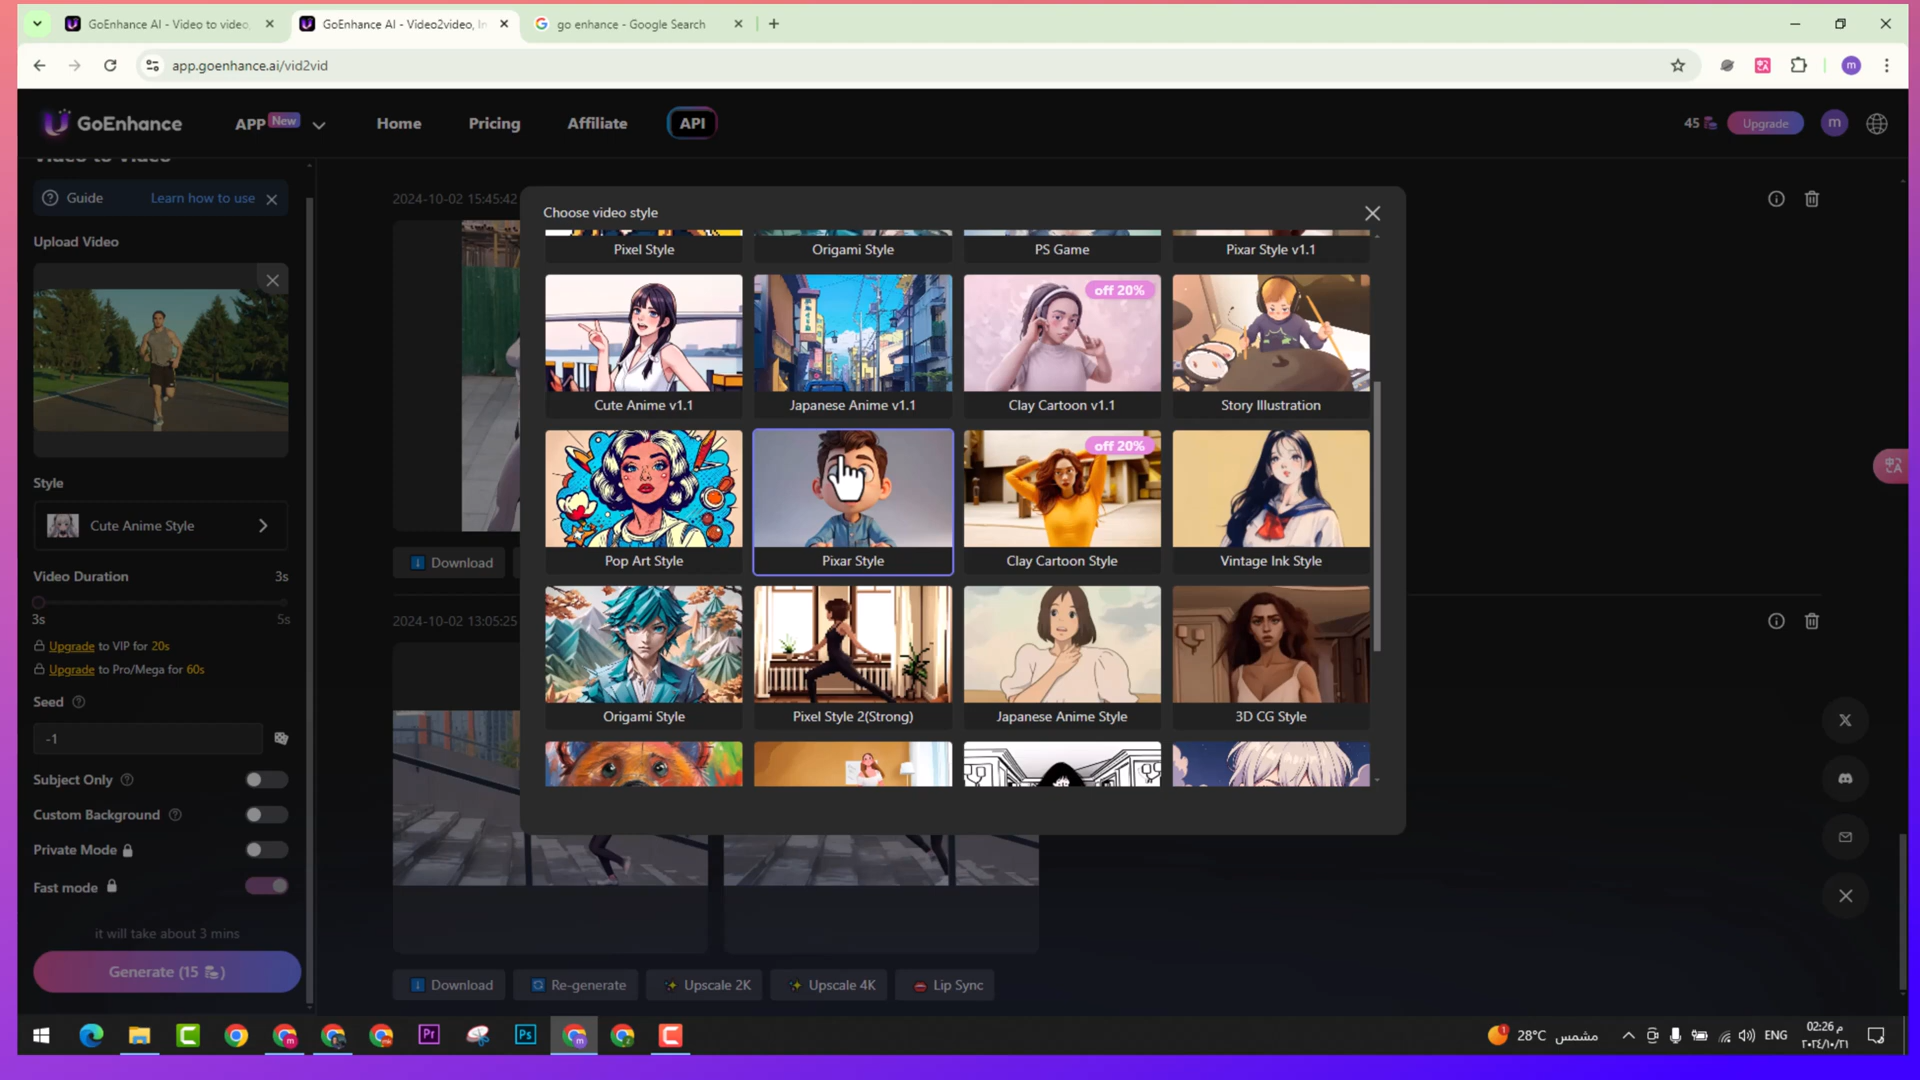 GoEnhance AI - Video to video,
GoEnhance AI - Video2video, In
go enhance - Google Search
app.goenhance.ai/vid2vid
m
GoEnhance
APP New
Home
Pricing
Affiliate
API
45
Upgrade
m
Video to Video
Guide
Learn how to use
Upload Video
Style
Cute Anime Style
Video Duration
3s
3s
5s
Upgrade to VIP for 20s
Upgrade to Pro/Mega for 60s
Seed
-1
Subject Only
Custom Background
Private Mode
Fast mode
it will take about 3 mins
Generate (15 )
2024-10-02 15:45:42
Download
2024-10-02 13:05:25
Download
Re-generate
Upscale 2K
Upscale 4K
Lip Sync
Choose video style
Pixel Style
Origami Style
PS Game
Pixar Style v1.1
off 20%
Cute Anime v1.1
Japanese Anime v1.1
Clay Cartoon v1.1
Story Illustration
off 20%
Pop Art Style
Pixar Style
Clay Cartoon Style
Vintage Ink Style
Origami Style
Pixel Style 2(Strong)
Japanese Anime Style
3D CG Style
28°C مشمس
ENG
02:26 م
٢٠٢٤/١٠/٢١